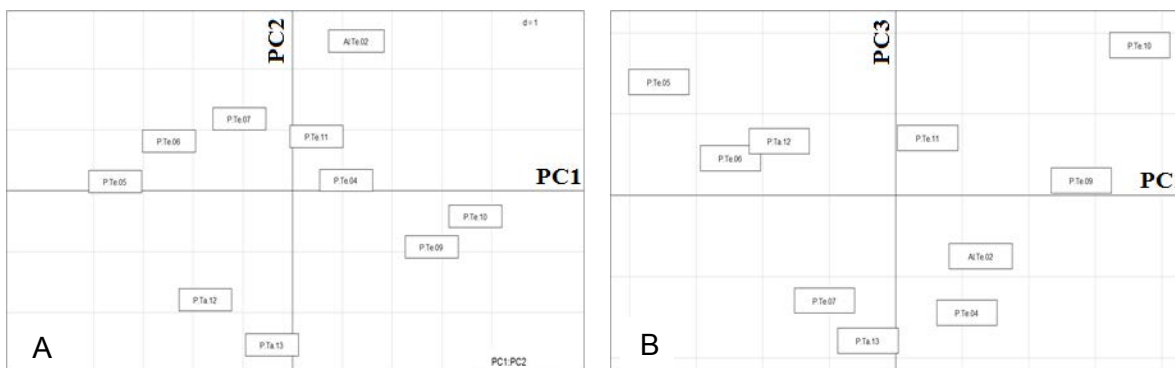 PC2
d = 1
Al.Te.02
P.Te.07
P.Te.06
P.Te.11
P.Te.05
P.Te.04
PC1
P.Te.10
P.Te.09
P.Ta.12
P.Ta.13
A
PC1:PC2
PC3
P.Te.10
P.Te.05
P.Ta.12
P.Te.11
P.Te.06
P.Te.09
PC
Al.Te.02
P.Te.07
P.Te.04
P.Ta.13
B